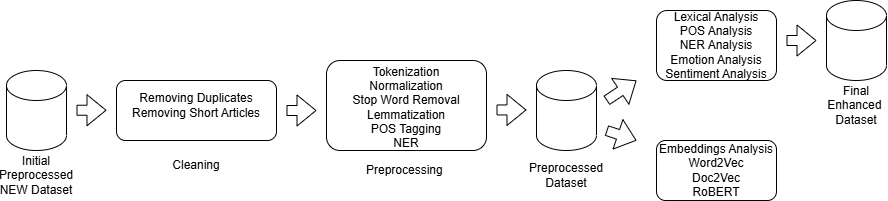 Initial
Preprocessed
NEW Dataset
Removing Duplicates
Removing Short Articles
Cleaning
Tokenization
Normalization
Stop Word Removal
Lemmatization
POS Tagging
NER
Preprocessing
Preprocessed
Dataset
Lexical Analysis
POS Analysis
NER Analysis
Emotion Analysis
Sentiment Analysis
Final
Enhanced
Dataset
Embeddings Analysis
Word2Vec
Doc2Vec
RoBERT